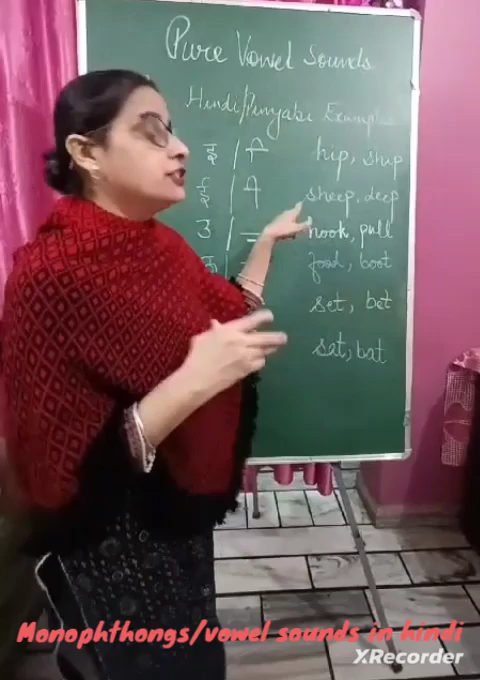 Pure Vowel Sounds
Hindi/Punjabi Examples
इ / ि hip, ship
ई / ी sheep, deep
उ / hook, pull
food, boot
set, bet
sat, bat
Monophthongs/vowel sounds in hindi
XRecorder